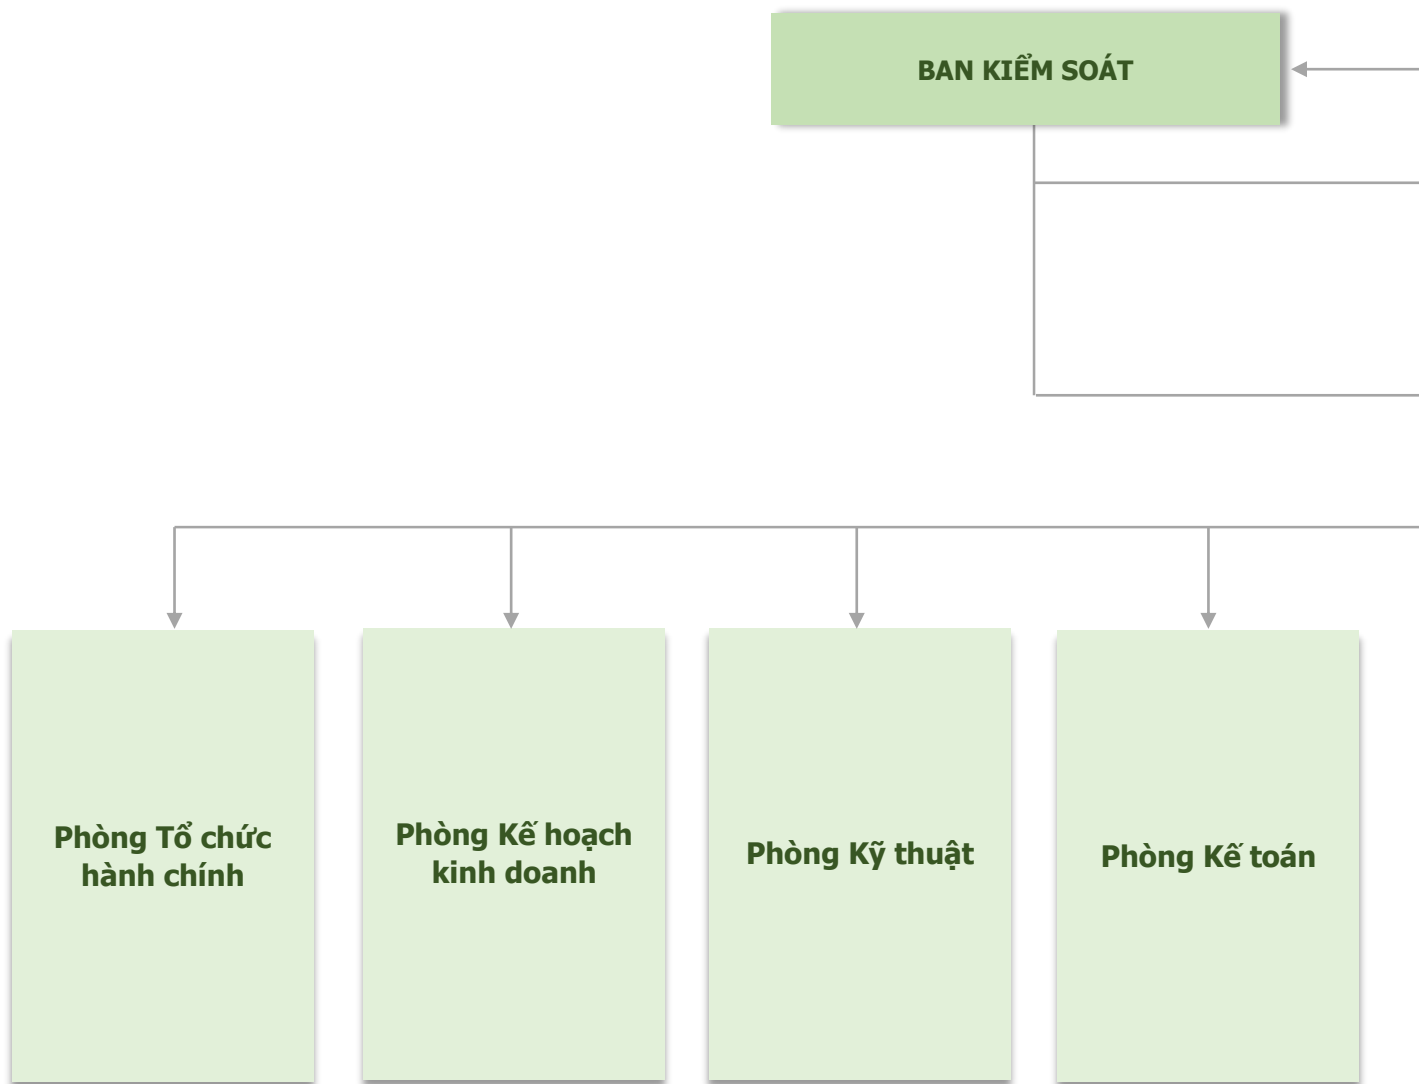 BAN KIỂM SOÁT
Phòng Tổ chức
hành chính
Phòng Kế hoạch
kinh doanh
Phòng Kỹ thuật
Phòng Kế toán